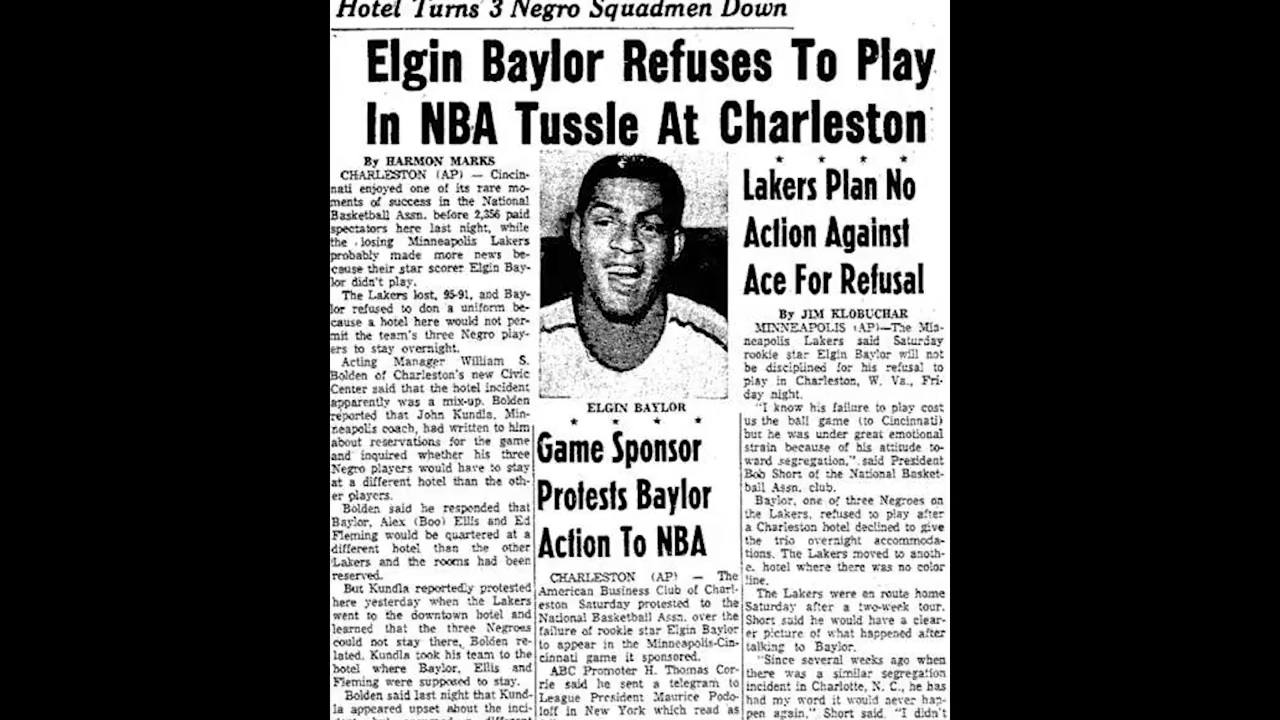 Hotel Turns 3 Negro Squadmen Down
Elgin Baylor Refuses To Play
In NBA Tussle At Charleston
By HARMON MARKS
CHARLESTON (AP) — Cincin-
nati enjoyed one of its rare mo-
ments of success in the National
Basketball Assn. before 2,356 paid
spectators here last night, while
the losing Minneapolis Lakers
probably made more news be-
cause their star scorer Elgin Bay-
lor didn't play.
The Lakers lost, 95-91, and Bay-
lor refused to don a uniform be-
cause a hotel here would not per-
mit the team's three Negro play-
ers to stay overnight.
Acting Manager William S.
Bolden of Charleston's new Civic
Center said that the hotel incident
apparently was a mix-up. Bolden
reported that John Kundla, Min-
neapolis coach, had written to him
about reservations for the game
and inquired whether his three
Negro players would have to stay
at a different hotel than the oth-
er players.
Bolden said he responded that
Baylor, Alex (Boo) Ellis and Ed
Fleming would be quartered at a
different hotel than the other
Lakers and the rooms had been
reserved.
But Kundla reportedly protested
here yesterday when the Lakers
went to the downtown hotel and
learned that the three Negroes
could not stay there, Bolden re-
lated. Kundla took his team to the
hotel where Baylor, Ellis and
Fleming were supposed to stay.
Bolden said last night that Kund-
la appeared upset about the inci-
ELGIN BAYLOR
Game Sponsor
Protests Baylor
Action To NBA
CHARLESTON (AP) — The
American Business Club of Charl-
eston Saturday protested to the
National Basketball Assn. over the
failure of rookie star Elgin Baylor
to appear in the Minneapolis-Cin-
cinnati game it sponsored.
ABC Promoter H. Thomas Cor-
rie said he sent a telegram to
League President Maurice Podo-
loff in New York which read as
Lakers Plan No
Action Against
Ace For Refusal
By JIM KLOBUCHAR
MINNEAPOLIS (AP)—The Min-
neapolis Lakers said Saturday
rookie star Elgin Baylor will not
be disciplined for his refusal to
play in Charleston, W. Va., Fri-
day night.
"I know his failure to play cost
us the ball game (to Cincinnati)
but he was under great emotional
strain because of his attitude to-
ward segregation," said President
Bob Short of the National Basket-
ball Assn. club.
Baylor, one of three Negroes on
the Lakers, refused to play after
a Charleston hotel declined to give
the trio overnight accommoda-
tions. The Lakers moved to anoth-
e. hotel where there was no color
line.
The Lakers were en route home
Saturday after a two-week tour.
Short said he would have a clear-
er picture of what happened after
talking to Baylor.
"Since several weeks ago when
there was a similar segregation
incident in Charlotte, N. C., he has
had my word it would never hap-
pen again," Short said. "I didn't